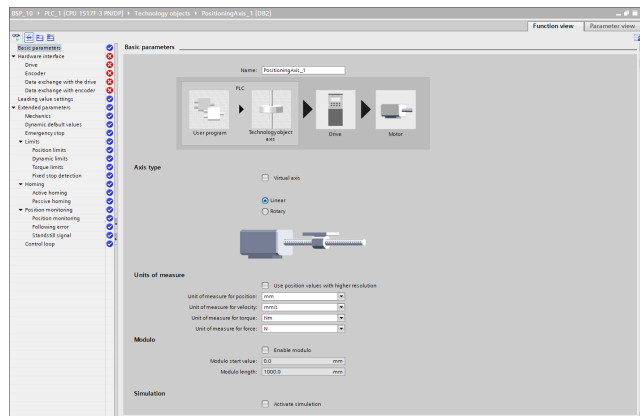 BSP_10 ▸ PLC_1 [CPU 1517F-3 PN/DP] ▸ Technology objects ▸ PositioningAxis_1 [DB2]
Function view
Parameter view
Basic parameters
Hardware interface
Drive
Encoder
Data exchange with the drive
Data exchange with encoder
Leading value settings
Extended parameters
Mechanics
Dynamic default values
Emergency stop
Limits
Position limits
Dynamic limits
Torque limits
Fixed stop detection
Homing
Active homing
Passive homing
Position monitoring
Position monitoring
Following error
Standstill signal
Control loop
Basic parameters
Name: PositioningAxis_1
PLC
User program
Technology object axis
Drive
Motor
Axis type
Virtual axis
Linear
Rotary
Units of measure
Use position values with higher resolution
Unit of measure for position: mm
Unit of measure for velocity: mm/s
Unit of measure for torque: Nm
Unit of measure for force: N
Modulo
Enable modulo
Modulo start value: 0.0 mm
Modulo length: 1000.0 mm
Simulation
Activate simulation